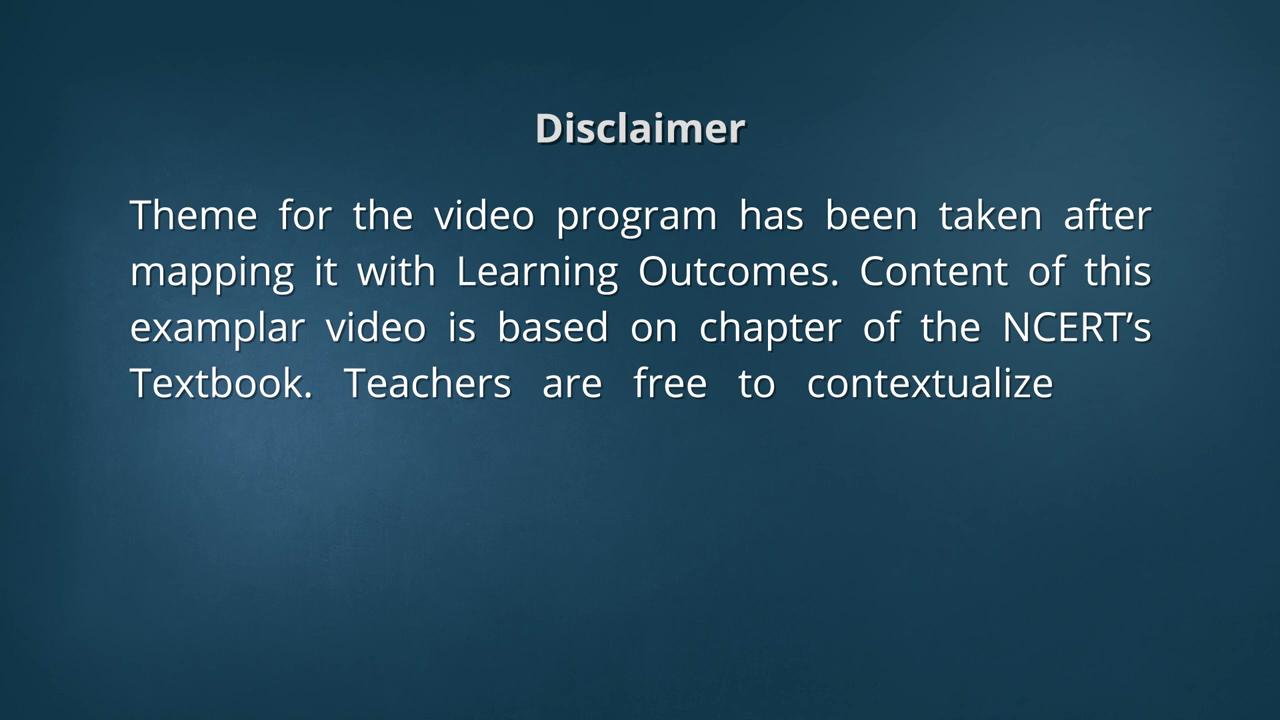 Disclaimer
Theme for the video program has been taken after
mapping it with Learning Outcomes. Content of this
examplar video is based on chapter of the NCERT’s
Textbook. Teachers are free to contextualize